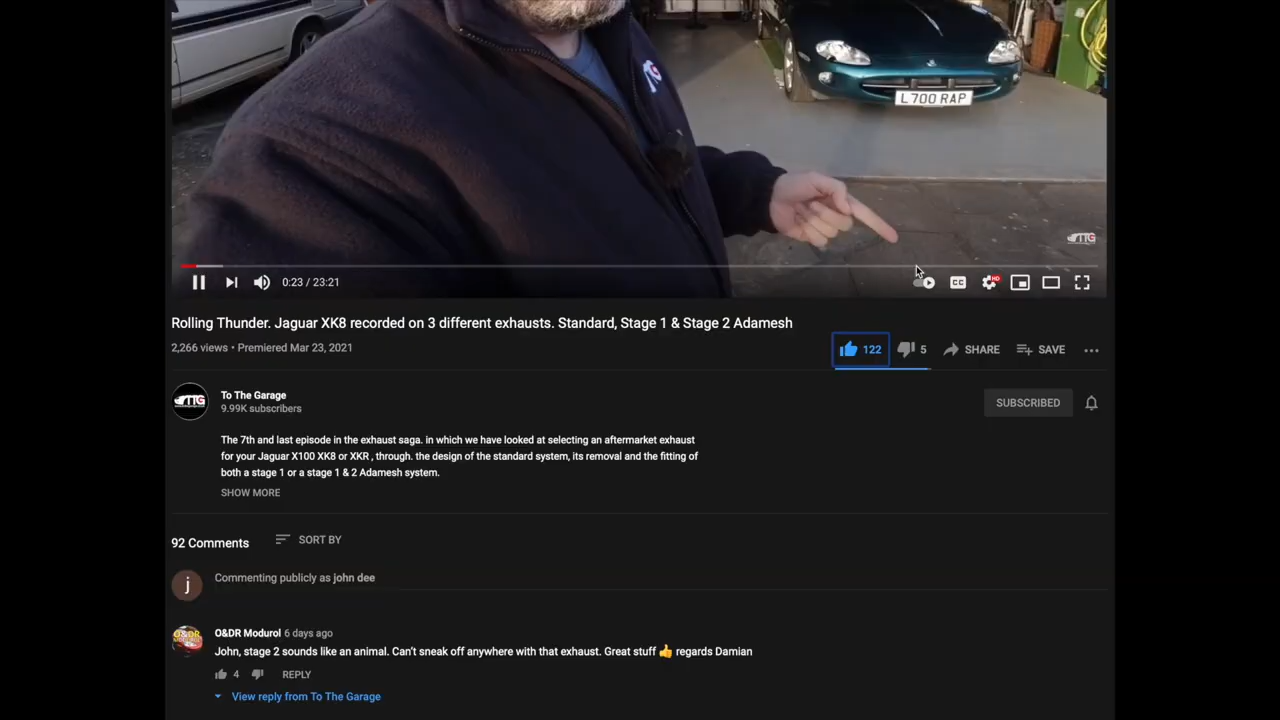 TTG
L700 RAP
TTG
0:23 / 23:21
CC
HD
Rolling Thunder. Jaguar XK8 recorded on 3 different exhausts. Standard, Stage 1 & Stage 2 Adamesh
2,266 views • Premiered Mar 23, 2021
122
5
SHARE
SAVE
TTG
To The Garage
9.99K subscribers
SUBSCRIBED
The 7th and last episode in the exhaust saga. in which we have looked at selecting an aftermarket exhaust
for your Jaguar X100 XK8 or XKR , through. the design of the standard system, its removal and the fitting of
both a stage 1 or a stage 1 & 2 Adamesh system.
SHOW MORE
92 Comments
SORT BY
j
Commenting publicly as john dee
O&DR
O&DR Modurol 6 days ago
John, stage 2 sounds like an animal. Can't sneak off anywhere with that exhaust. Great stuff 👍 regards Damian
4
REPLY
View reply from To The Garage